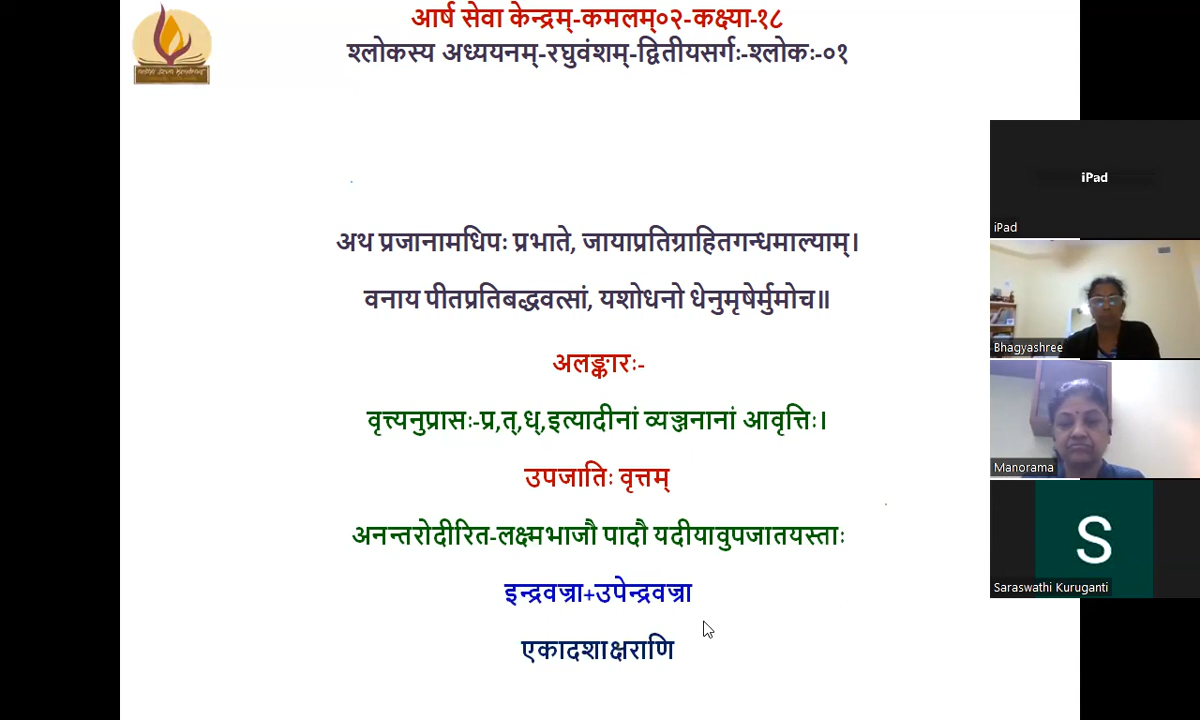 आर्ष सेवा केन्द्रम्-कमलम्०२-कक्ष्या-१८
श्लोकस्य अध्ययनम्-रघुवंशम्-द्वितीयसर्गः-श्लोकः-०१
अथ प्रजानामधिपः प्रभाते, जायाप्रतिग्राहितगन्धमाल्याम्।
वनाय पीतप्रतिबद्धवत्सां, यशोधनो धेनुमृषेर्मुमोच॥
अलङ्कारः-
वृत्त्यनुप्रासः-प्र,त्,ध्,इत्यादीनां व्यञ्जनानां आवृत्तिः।
उपजातिः वृत्तम्
अनन्तरोदीरित-लक्ष्मभाजौ पादौ यदीयावुपजातयस्ताः
इन्द्रवज्रा+उपेन्द्रवज्रा
एकादशाक्षराणि
iPad
iPad
Bhagyashree
Manorama
S
Saraswathi Kuruganti